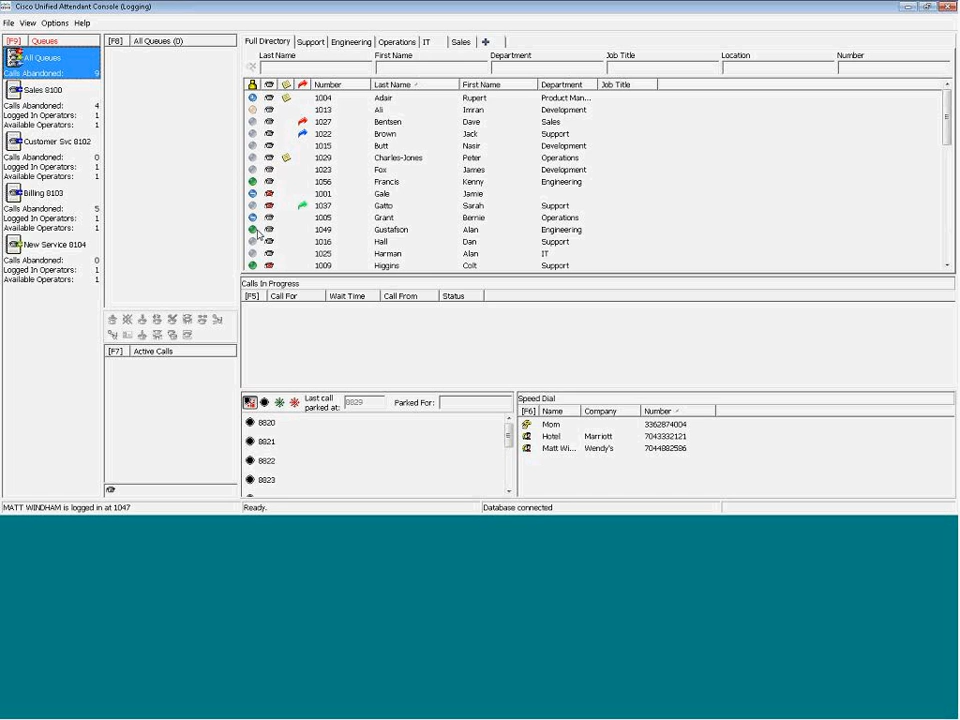 Cisco Unified Attendant Console (Logging)
File View Options Help
[F9] Queues
All Queues
Calls Abandoned: 9
Sales 8100
Calls Abandoned: 4
Logged In Operators: 1
Available Operators: 1
Customer Svc 8102
Calls Abandoned: 0
Logged In Operators: 1
Available Operators: 1
Billing 8103
Calls Abandoned: 5
Logged In Operators: 1
Available Operators: 1
New Service 8104
Calls Abandoned: 0
Logged In Operators: 1
Available Operators: 1
[F8] All Queues (0)
[F7] Active Calls
Full Directory Support Engineering Operations IT Sales
Last Name First Name Department Job Title Location Number
Number Last Name First Name Department Job Title
1004 Adair Rupert Product Man...
1013 Ali Imran Development
1027 Bentsen Dave Sales
1022 Brown Jack Support
1015 Butt Nasir Development
1029 Charles-Jones Peter Operations
1023 Fox James Development
1056 Francis Kenny Engineering
1001 Gale Jamie
1037 Gatto Sarah Support
1005 Grant Bernie Operations
1049 Gustafson Alan Engineering
1016 Hall Dan Support
1025 Harman Alan IT
1009 Higgins Colt Support
Calls In Progress
[F5] Call For Wait Time Call From Status
Last call parked at: 8829 Parked For:
8820
8821
8822
8823
Speed Dial
[F6] Name Company Number
Mom 3362874004
Hotel Marriott 7043332121
Matt Wi... Wendy's 7044882586
MATT WINDHAM is logged in at 1047 Ready. Database connected